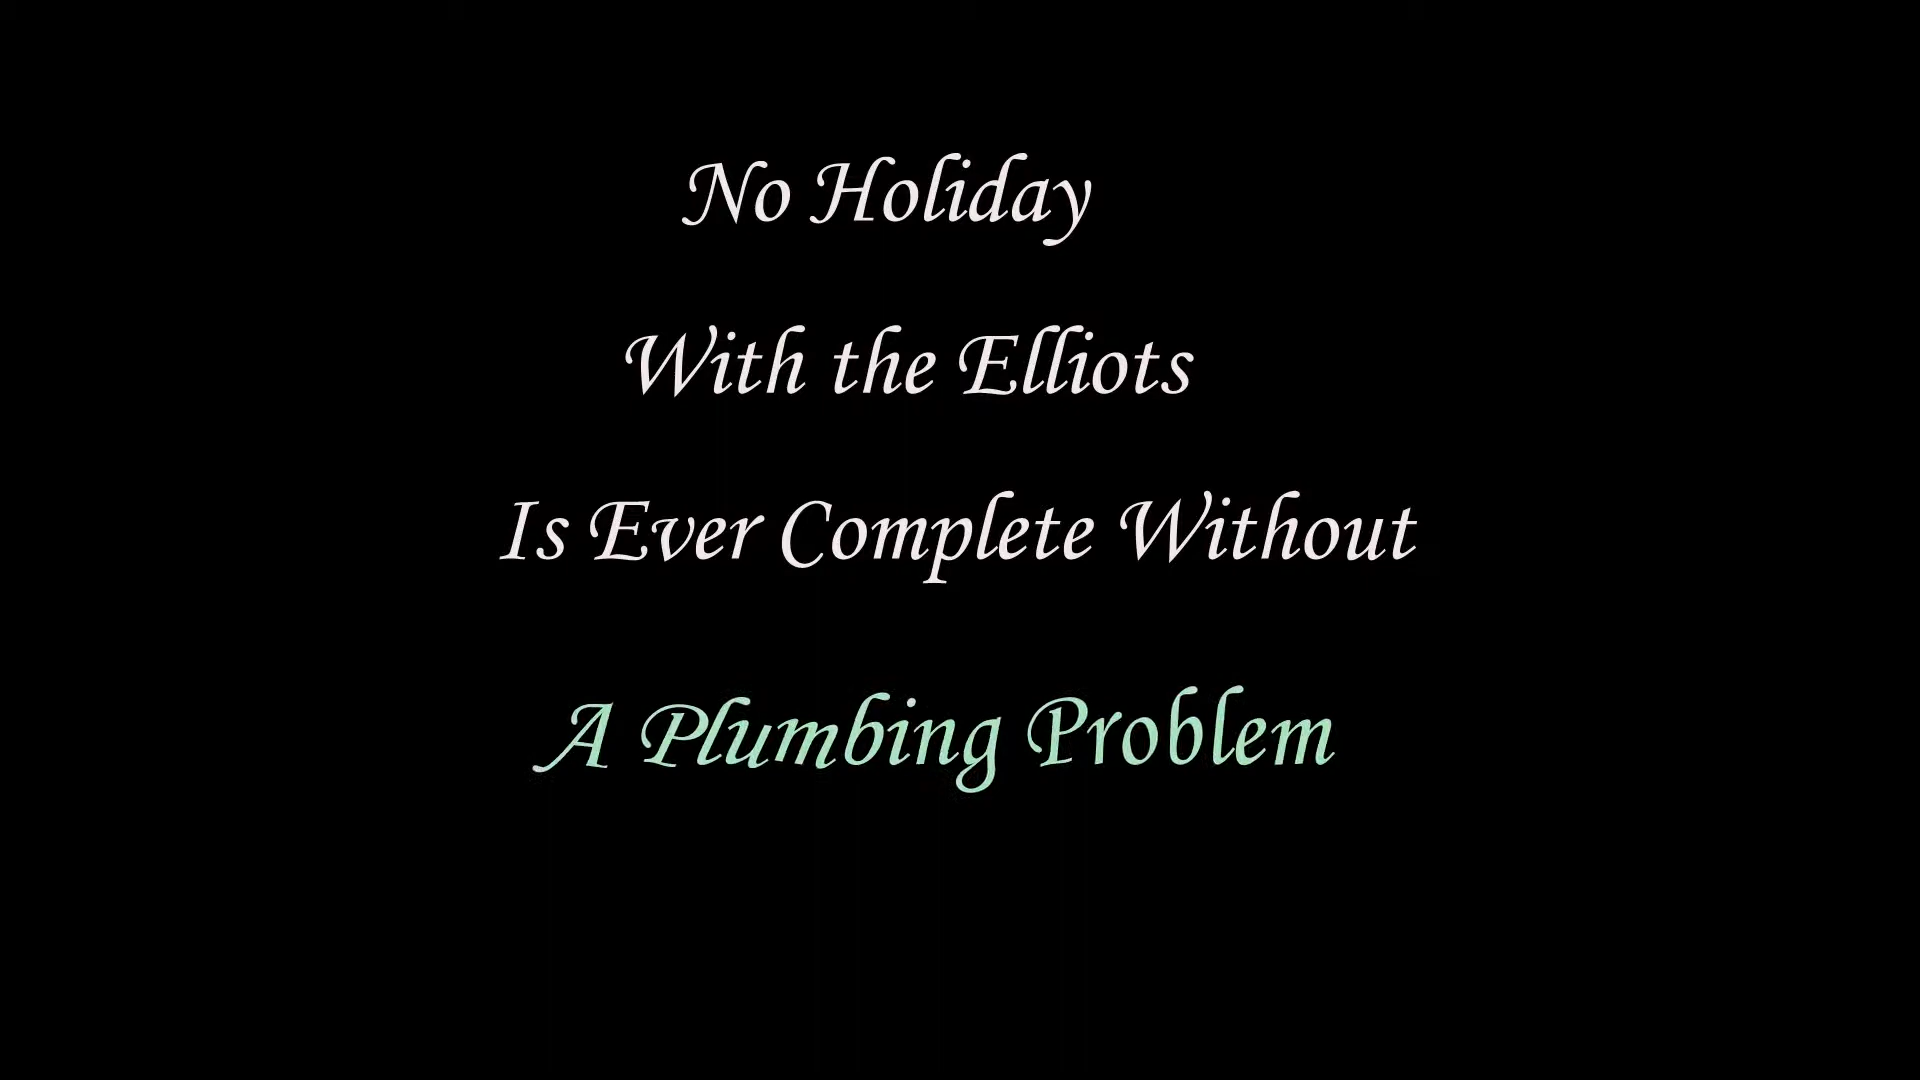 No Holiday
With the Elliots
Is Ever Complete Without
A Plumbing Problem